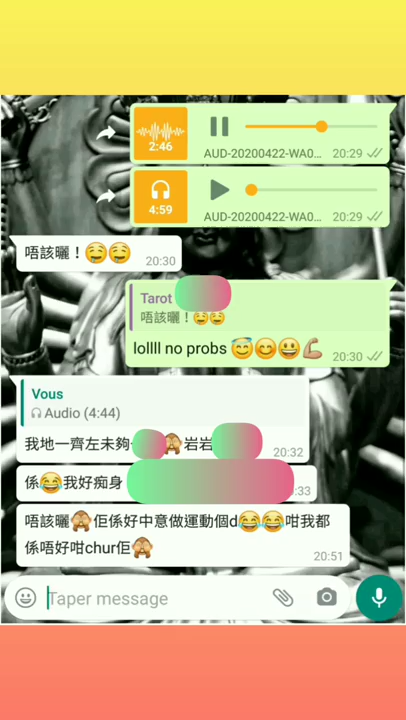 2:46
AUD-20200422-WA0...
20:29
4:59
AUD-20200422-WA0...
20:29
唔該曬！🤤🤤
20:30
Tarot
唔該曬！🤤🤤
lollll no probs 😇😊😃💪🏽
20:30
Vous
Audio (4:44)
我地一齊左未夠🙈岩岩
20:32
係😂我好痴身
:33
唔該曬🙈佢係好中意做運動個d😂😂咁我都
係唔好咁chur佢🙈
20:51
Taper message